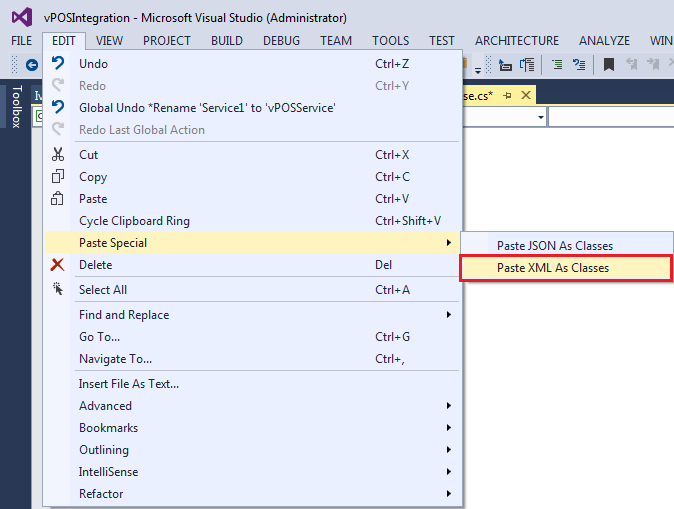 vPOSIntegration - Microsoft Visual Studio (Administrator)
FILE EDIT VIEW PROJECT BUILD DEBUG TEAM TOOLS TEST ARCHITECTURE ANALYZE WIN
Toolbox
se.cs*
Undo Ctrl+Z
Redo Ctrl+Y
Global Undo *Rename 'Service1' to 'vPOSService'
Redo Last Global Action
Cut Ctrl+X
Copy Ctrl+C
Paste Ctrl+V
Cycle Clipboard Ring Ctrl+Shift+V
Paste Special
Paste JSON As Classes
Paste XML As Classes
Delete Del
Select All Ctrl+A
Find and Replace
Go To... Ctrl+G
Navigate To... Ctrl+,
Insert File As Text...
Advanced
Bookmarks
Outlining
IntelliSense
Refactor